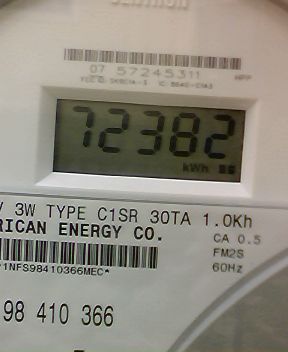 07 57245311
72382
kWh
V 3W TYPE C1SR 30TA 1.0Kh
RICAN ENERGY CO.
CA 0.5
FM2S
60Hz
1NFS98410366MEC*
98 410 366